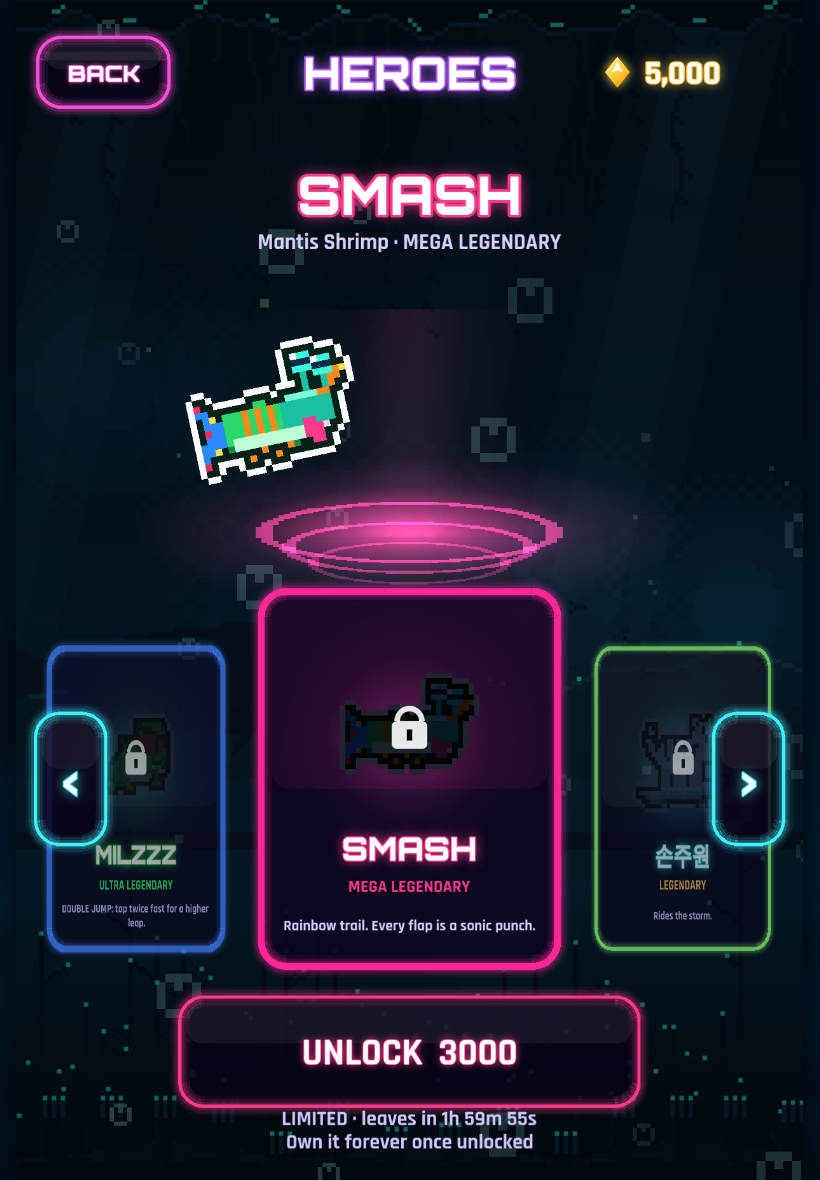 BACK
HEROES
5,000
SMASH
Mantis Shrimp · MEGA LEGENDARY
<
>
MILZZZ
ULTRA LEGENDARY
DOUBLE JUMP: tap twice fast for a higher
leap.
SMASH
MEGA LEGENDARY
Rainbow trail. Every flap is a sonic punch.
손주원
LEGENDARY
Rides the storm.
UNLOCK 3000
LIMITED · leaves in 1h 59m 55s
Own it forever once unlocked